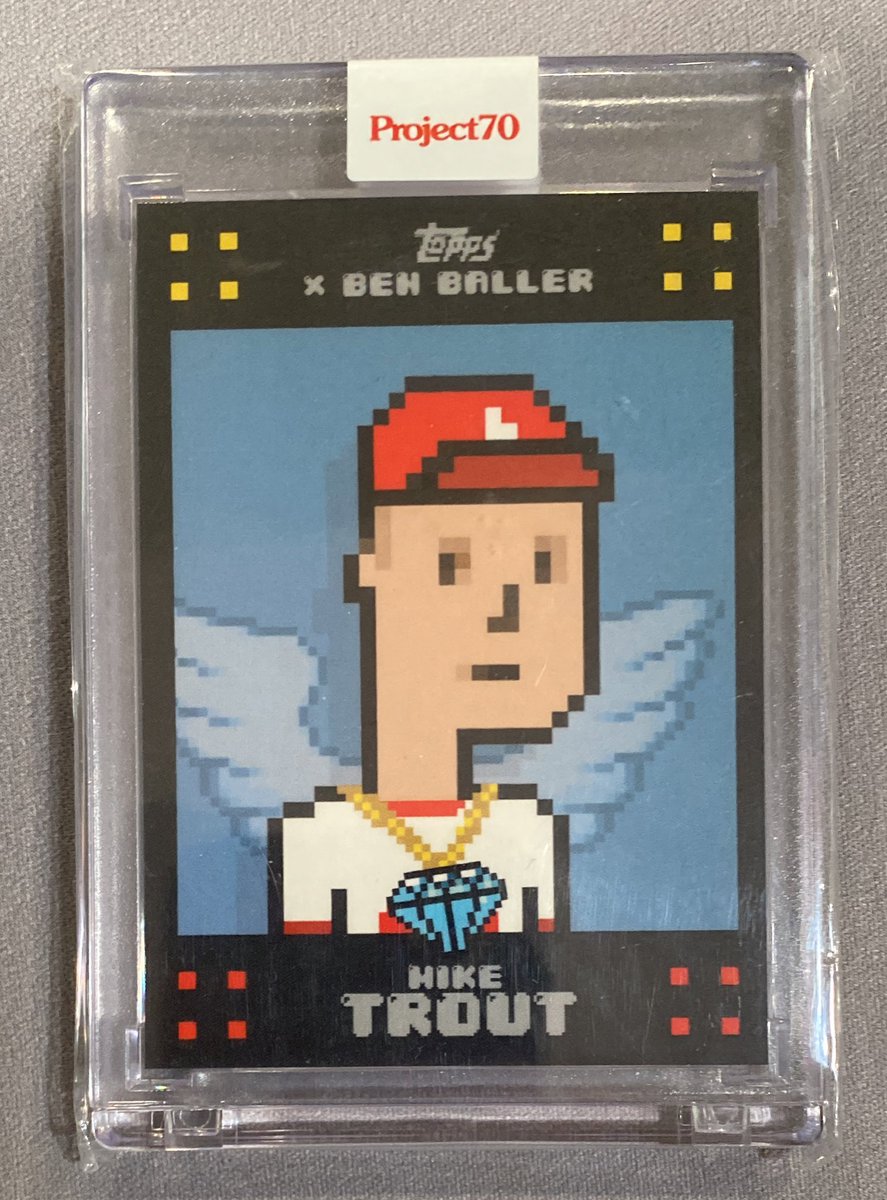 Project70
Topps
x BEN BALLER
MIKE
TROUT